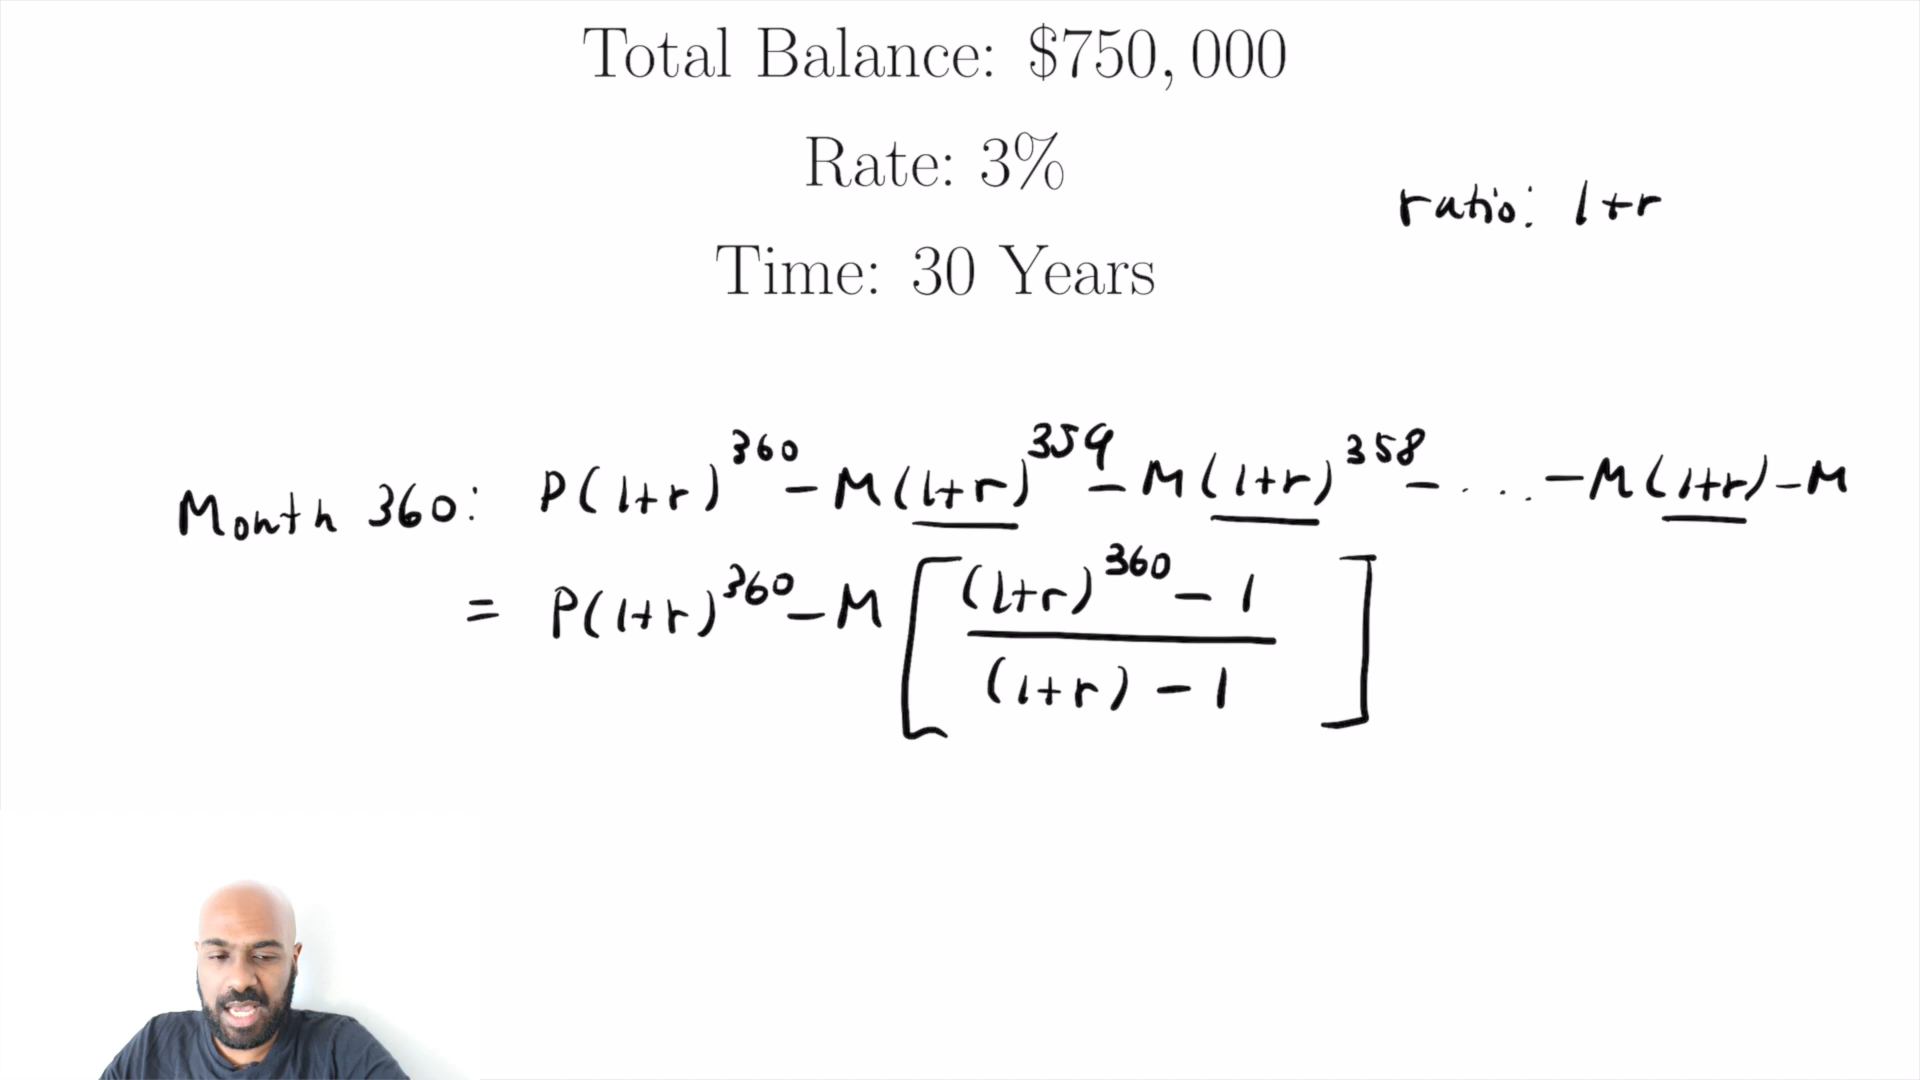 Total Balance: $750,000
Rate: 3%
ratio: 1+r
Time: 30 Years
Month 360: P(1+r)^360 - M(1+r)^359 - M(1+r)^358 - .... - M(1+r) - M
= P(1+r)^360 - M[((1+r)^360 - 1)/((1+r) - 1)]